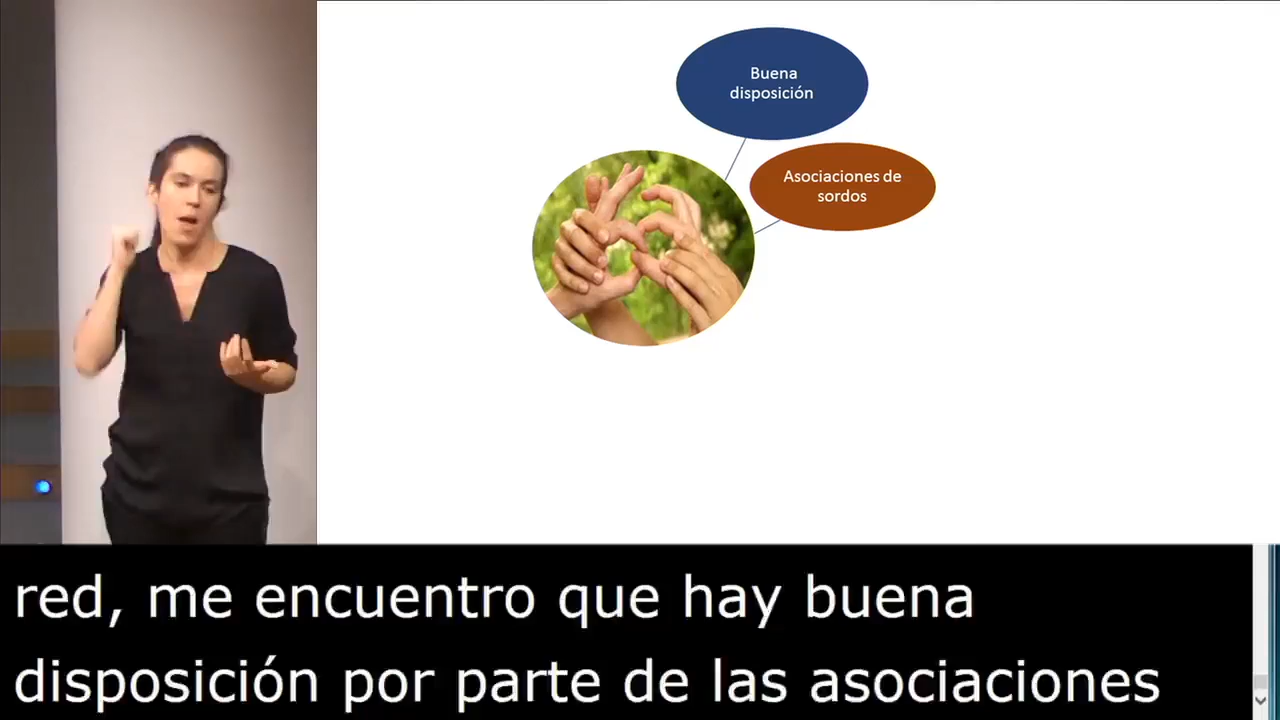 Buena
disposición
Asociaciones de
sordos
red, me encuentro que hay buena
disposición por parte de las asociaciones